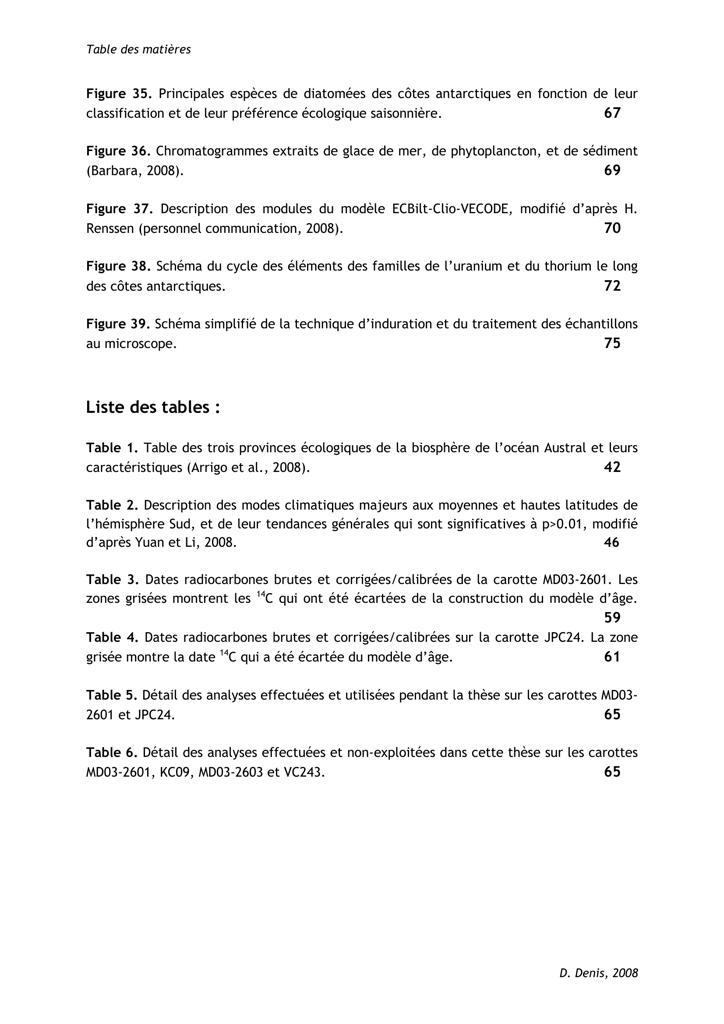 Table des matières
Figure 35. Principales espèces de diatomées des côtes antarctiques en fonction de leur
classification et de leur préférence écologique saisonnière. 67
Figure 36. Chromatogrammes extraits de glace de mer, de phytoplancton, et de sédiment
(Barbara, 2008). 69
Figure 37. Description des modules du modèle ECBilt-Clio-VECODE, modifié d’après H.
Renssen (personnel communication, 2008). 70
Figure 38. Schéma du cycle des éléments des familles de l’uranium et du thorium le long
des côtes antarctiques. 72
Figure 39. Schéma simplifié de la technique d’induration et du traitement des échantillons
au microscope. 75
Liste des tables :
Table 1. Table des trois provinces écologiques de la biosphère de l’océan Austral et leurs
caractéristiques (Arrigo et al., 2008). 42
Table 2. Description des modes climatiques majeurs aux moyennes et hautes latitudes de
l’hémisphère Sud, et de leur tendances générales qui sont significatives à p>0.01, modifié
d’après Yuan et Li, 2008. 46
Table 3. Dates radiocarbones brutes et corrigées/calibrées de la carotte MD03-2601. Les
zones grisées montrent les ¹⁴C qui ont été écartées de la construction du modèle d’âge.
59
Table 4. Dates radiocarbones brutes et corrigées/calibrées sur la carotte JPC24. La zone
grisée montre la date ¹⁴C qui a été écartée du modèle d’âge. 61
Table 5. Détail des analyses effectuées et utilisées pendant la thèse sur les carottes MD03-
2601 et JPC24. 65
Table 6. Détail des analyses effectuées et non-exploitées dans cette thèse sur les carottes
MD03-2601, KC09, MD03-2603 et VC243. 65
D. Denis, 2008